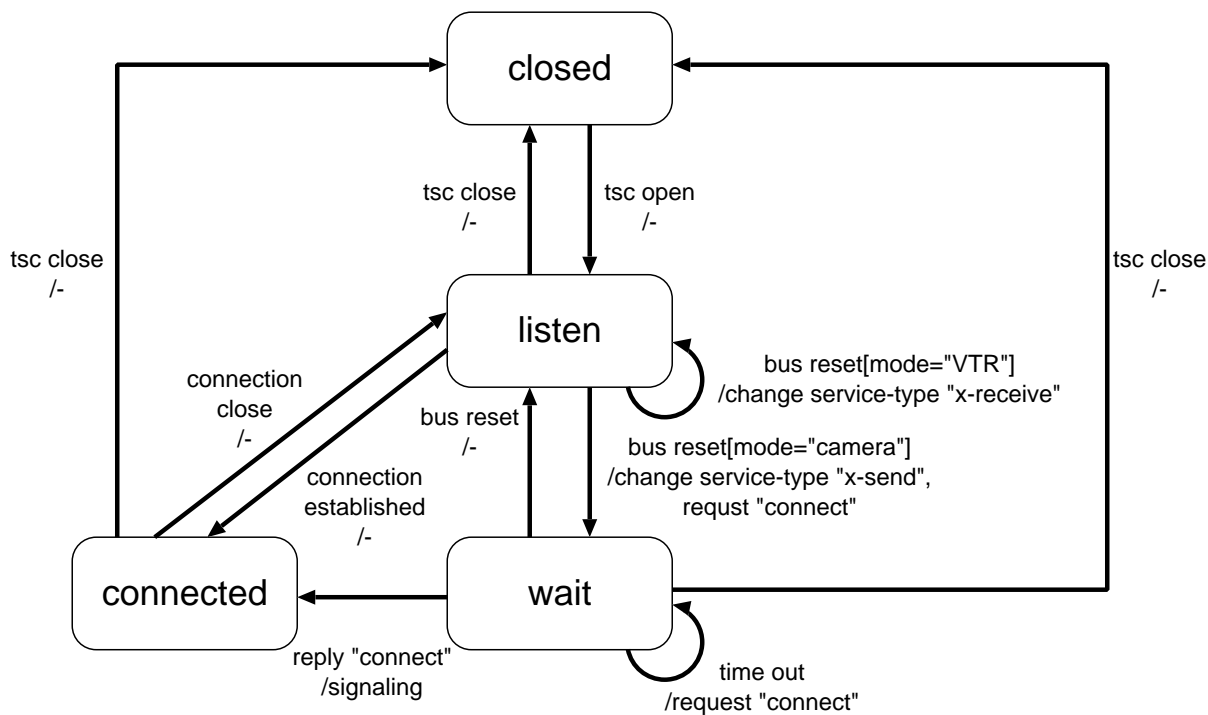 closed
tsc close
/-
tsc open
/-
tsc close
/-
tsc close
/-
listen
bus reset[mode="VTR"]
/change service-type "x-receive"
connection
close
/-
bus reset
/-
bus reset[mode="camera"]
/change service-type "x-send",
requst "connect"
connection
established
/-
connected
wait
reply "connect"
/signaling
time out
/request "connect"